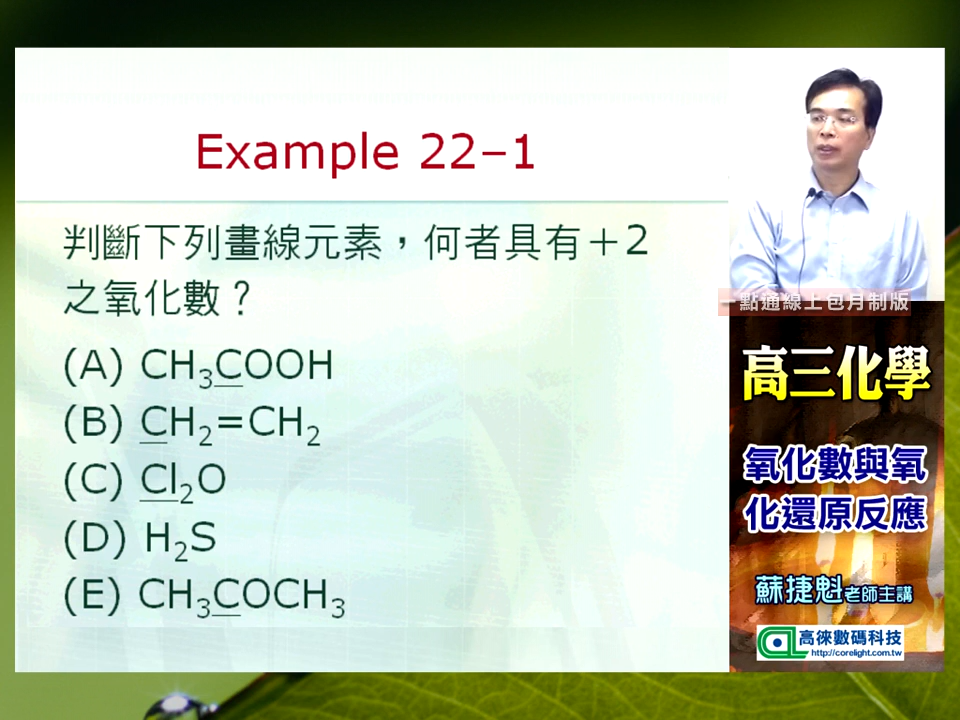 Example 22–1
判斷下列畫線元素，何者具有＋2
之氧化數？
(A) CH₃COOH
(B) CH₂=CH₂
(C) Cl₂O
(D) H₂S
(E) CH₃COCH₃
一點通線上包月制版
高三化學
氧化數與氧
化還原反應
蘇捷魁老師主講
高徠數碼科技
http://corelight.com.tw